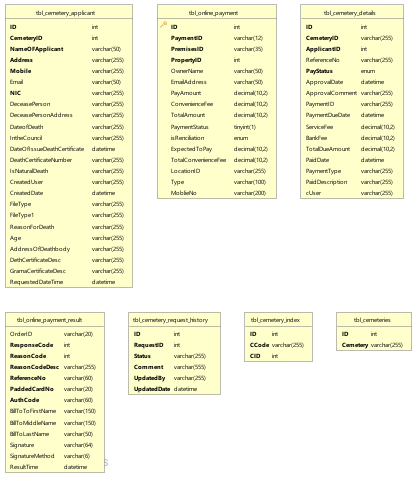 tbl_cemetery_applicant
ID int
CemeteryID int
NameOFApplicant varchar(50)
Address varchar(255)
Mobile varchar(255)
Email varchar(50)
NIC varchar(255)
DeceasePerson varchar(255)
DeceasePersonAddress varchar(255)
DateofDeath varchar(255)
IntheCouncil varchar(255)
DateOfIssueDeathCertificate datetime
DeathCertificateNumber varchar(255)
IsNaturalDeath varchar(255)
CreatedUser varchar(255)
CreatedDate datetime
FileType varchar(255)
FileType1 varchar(255)
ReasonForDeath varchar(255)
Age varchar(255)
AddressOfDeathbody varchar(255)
DethCertificateDesc varchar(255)
GramaCertificateDesc varchar(255)
RequestedDateTime datetime
tbl_online_payment
ID int
PaymentID varchar(12)
PremisesID varchar(35)
PropertyID int
OwnerName varchar(50)
EmailAddress varchar(50)
PayAmount decimal(10,2)
ConvenienceFee decimal(10,2)
TotalAmount decimal(10,2)
PaymentStatus tinyint(1)
isRenciliation enum
ExpectedToPay decimal(10,2)
TotalConvenienceFee decimal(10,2)
LocationID varchar(255)
Type varchar(100)
MoblieNo varchar(200)
tbl_cemetery_details
ID int
CemeteryID varchar(255)
ApplicantID int
ReferenceNo varchar(255)
PayStatus enum
ApprovalDate datetime
ApprovalComment varchar(255)
PaymentID varchar(255)
PaymentDueDate datetime
ServiceFee decimal(10,2)
BankFee decimal(10,2)
TotalDueAmount decimal(10,2)
PaidDate datetime
PaymentType varchar(255)
PaidDescription varchar(255)
cUser varchar(255)
tbl_online_payment_result
OrderID varchar(20)
ResponseCode int
ReasonCode int
ReasonCodeDesc varchar(255)
ReferenceNo varchar(60)
PaddedCardNo varchar(20)
AuthCode varchar(60)
BillToToFirstName varchar(150)
BillToMiddleName varchar(150)
BillToLastName varchar(50)
Signature varchar(64)
SignatureMethod varchar(6)
ResultTime datetime
s
tbl_cemetery_request_history
ID int
RequestID int
Status varchar(255)
Comment varchar(255)
UpdatedBy varchar(255)
UpdatedDate datetime
tbl_cemetery_index
ID int
CCode varchar(255)
CID int
tbl_cemeteries
ID int
Cemetery varchar(255)